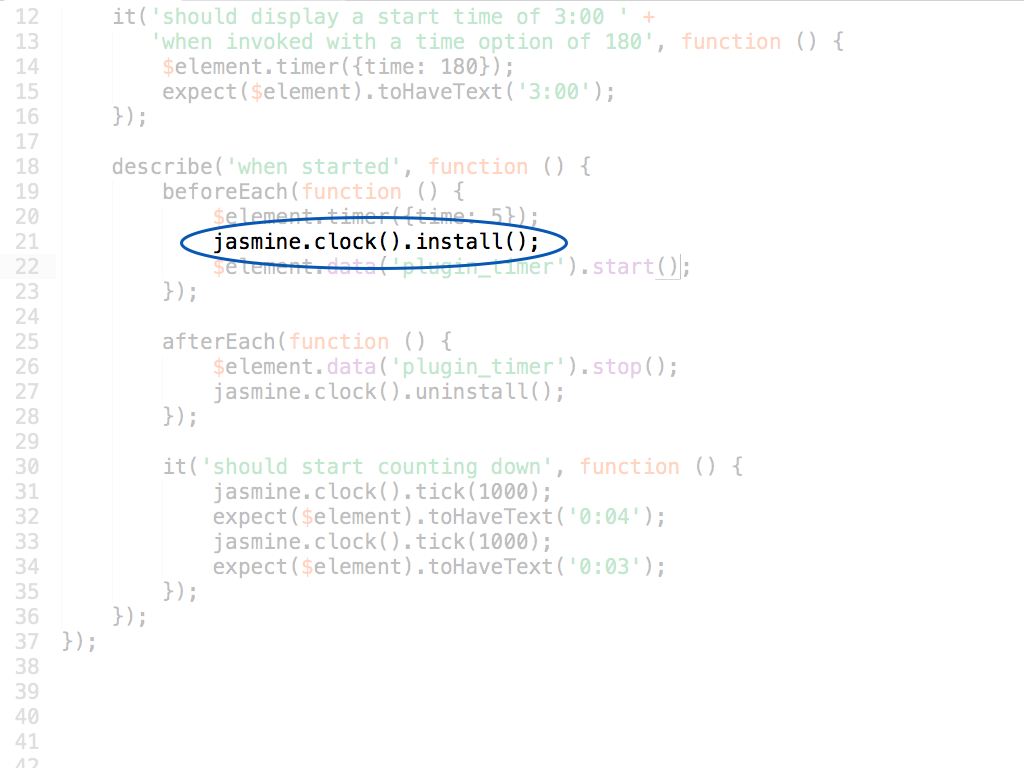 12 it('should display a start time of 3:00 ' +
13 'when invoked with a time option of 180', function () {
14 $element.timer({time: 180});
15 expect($element).toHaveText('3:00');
16 });
17
18 describe('when started', function () {
19 beforeEach(function () {
20 $element.timer({time: 5});
21 jasmine.clock().install();
22 $element.data('plugin_timer').start();
23 });
24
25 afterEach(function () {
26 $element.data('plugin_timer').stop();
27 jasmine.clock().uninstall();
28 });
29
30 it('should start counting down', function () {
31 jasmine.clock().tick(1000);
32 expect($element).toHaveText('0:04');
33 jasmine.clock().tick(1000);
34 expect($element).toHaveText('0:03');
35 });
36 });
37 });
38
39
40
41
42